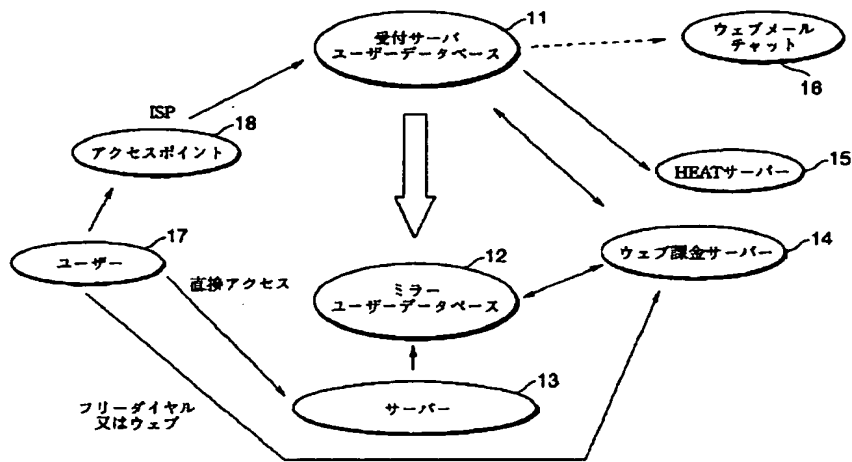 11
受付サーバ
ユーザーデータベース
ウェブメール
チャット
16
ISP
18
アクセスポイント
HEATサーバー
15
17
ユーザー
直接アクセス
12
ミラー
ユーザーデータベース
ウェブ課金サーバー
14
13
サーバー
フリーダイヤル
又はウェブ